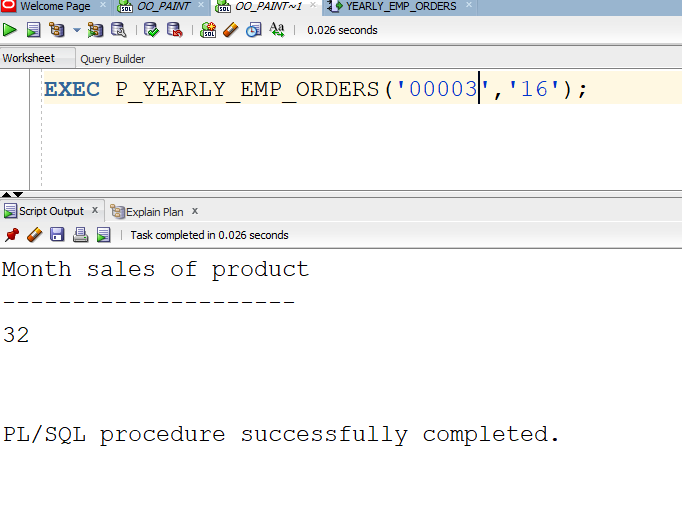 Welcome Page
OO_PAINT
OO_PAINT~1
YEARLY_EMP_ORDERS
0.026 seconds
Worksheet
Query Builder
EXEC P_YEARLY_EMP_ORDERS('00003','16');
Script Output x
Explain Plan x
Task completed in 0.026 seconds
Month sales of product
---------------------
32
PL/SQL procedure successfully completed.